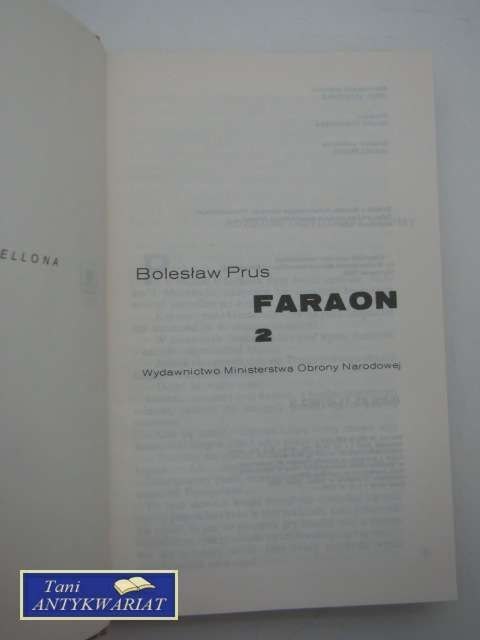 ELLONA
Bolesław Prus
FARAON
2
Wydawnictwo Ministerstwa Obrony Narodowej
Tani
ANTYKWARIAT